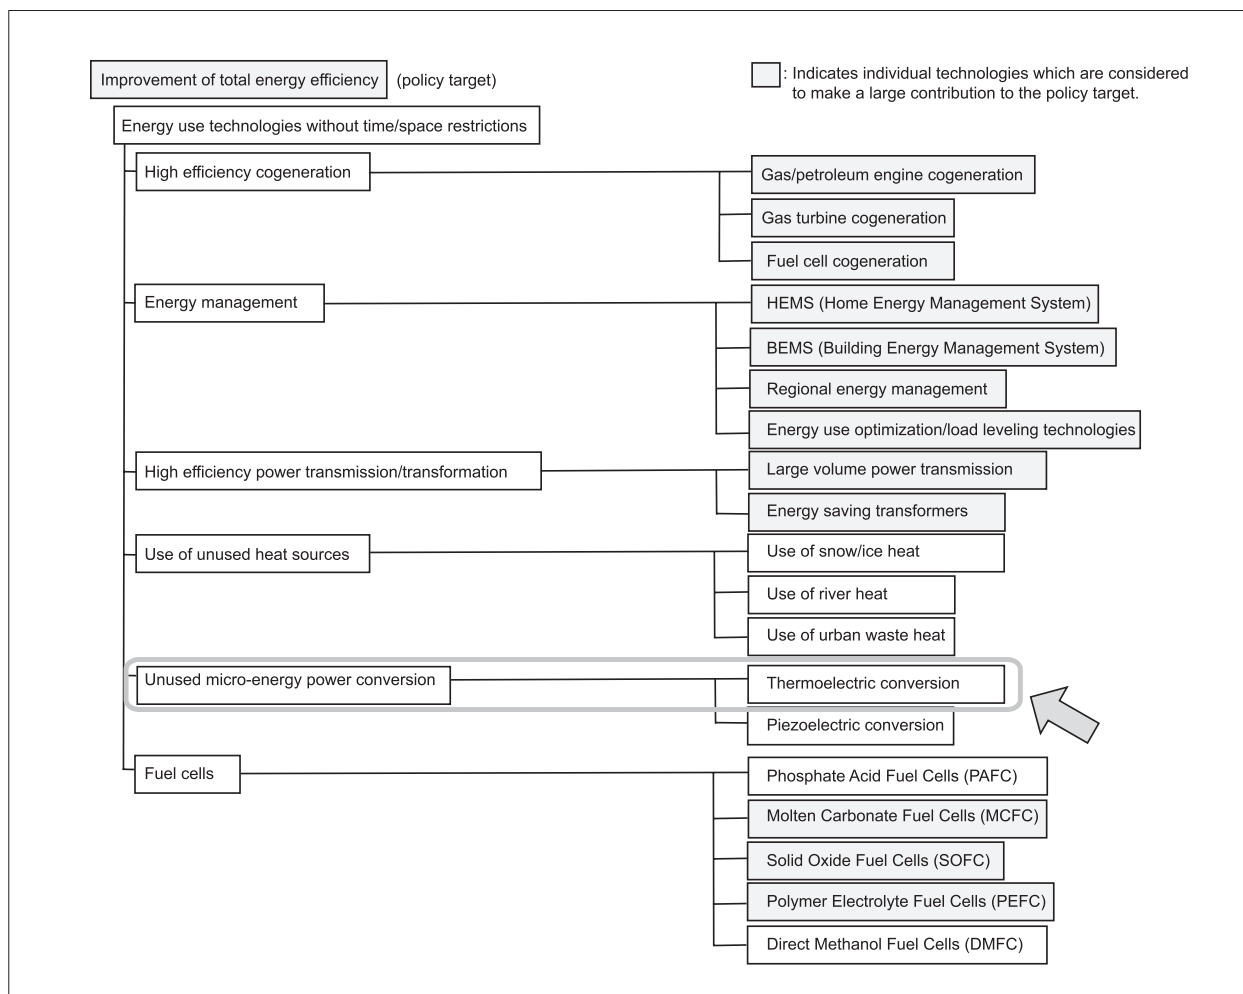 Improvement of total energy efficiency (policy target)
: Indicates individual technologies which are considered
to make a large contribution to the policy target.
Energy use technologies without time/space restrictions
High efficiency cogeneration
Gas/petroleum engine cogeneration
Gas turbine cogeneration
Fuel cell cogeneration
Energy management
HEMS (Home Energy Management System)
BEMS (Building Energy Management System)
Regional energy management
Energy use optimization/load leveling technologies
High efficiency power transmission/transformation
Large volume power transmission
Energy saving transformers
Use of unused heat sources
Use of snow/ice heat
Use of river heat
Use of urban waste heat
Unused micro-energy power conversion
Thermoelectric conversion
Piezoelectric conversion
Fuel cells
Phosphate Acid Fuel Cells (PAFC)
Molten Carbonate Fuel Cells (MCFC)
Solid Oxide Fuel Cells (SOFC)
Polymer Electrolyte Fuel Cells (PEFC)
Direct Methanol Fuel Cells (DMFC)